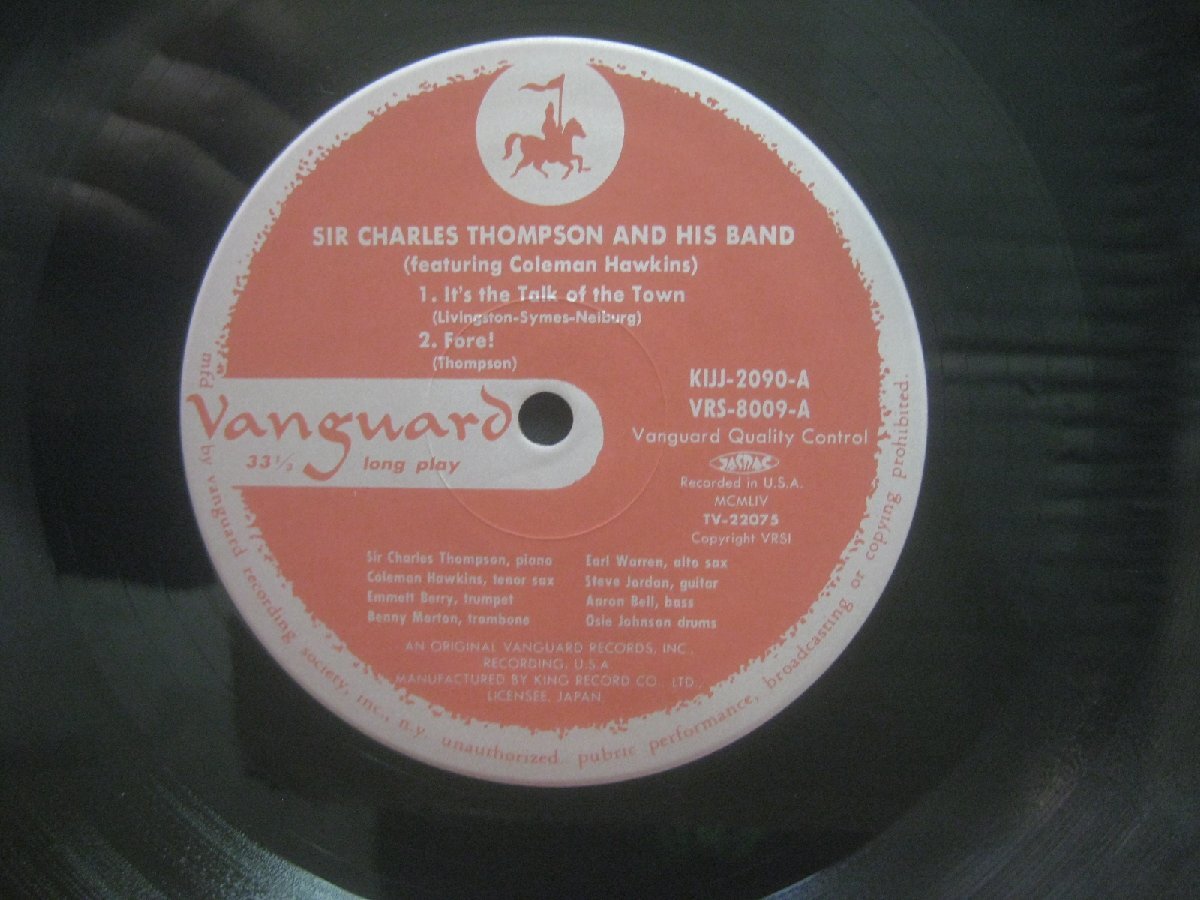 SIR CHARLES THOMPSON AND HIS BAND
(featuring Coleman Hawkins)
1. It's the Talk of the Town
(Livingston-Symes-Neiburg)
2. Fore!
(Thompson)
KIJJ-2090-A
VRS-8009-A
Vanguard Quality Control
Vanguard
33 1/3 long play
JASRAC
Recorded in U.S.A.
MCMLIV
TV-22075
Copyright VRSI
Sir Charles Thompson, piano
Coleman Hawkins, tenor sax
Emmett Berry, trumpet
Benny Morton, trombone
Earl Warren, alto sax
Steve Jordan, guitar
Aaron Bell, bass
Osie Johnson drums
AN ORIGINAL VANGUARD RECORDS, INC.,
RECORDING, U.S.A.
MANUFACTURED BY KING RECORD CO., LTD.,
LICENSEE, JAPAN.
mf'd by vanguard recording society, inc., n.y. unauthorized public performance, broadcasting or copying prohibited.